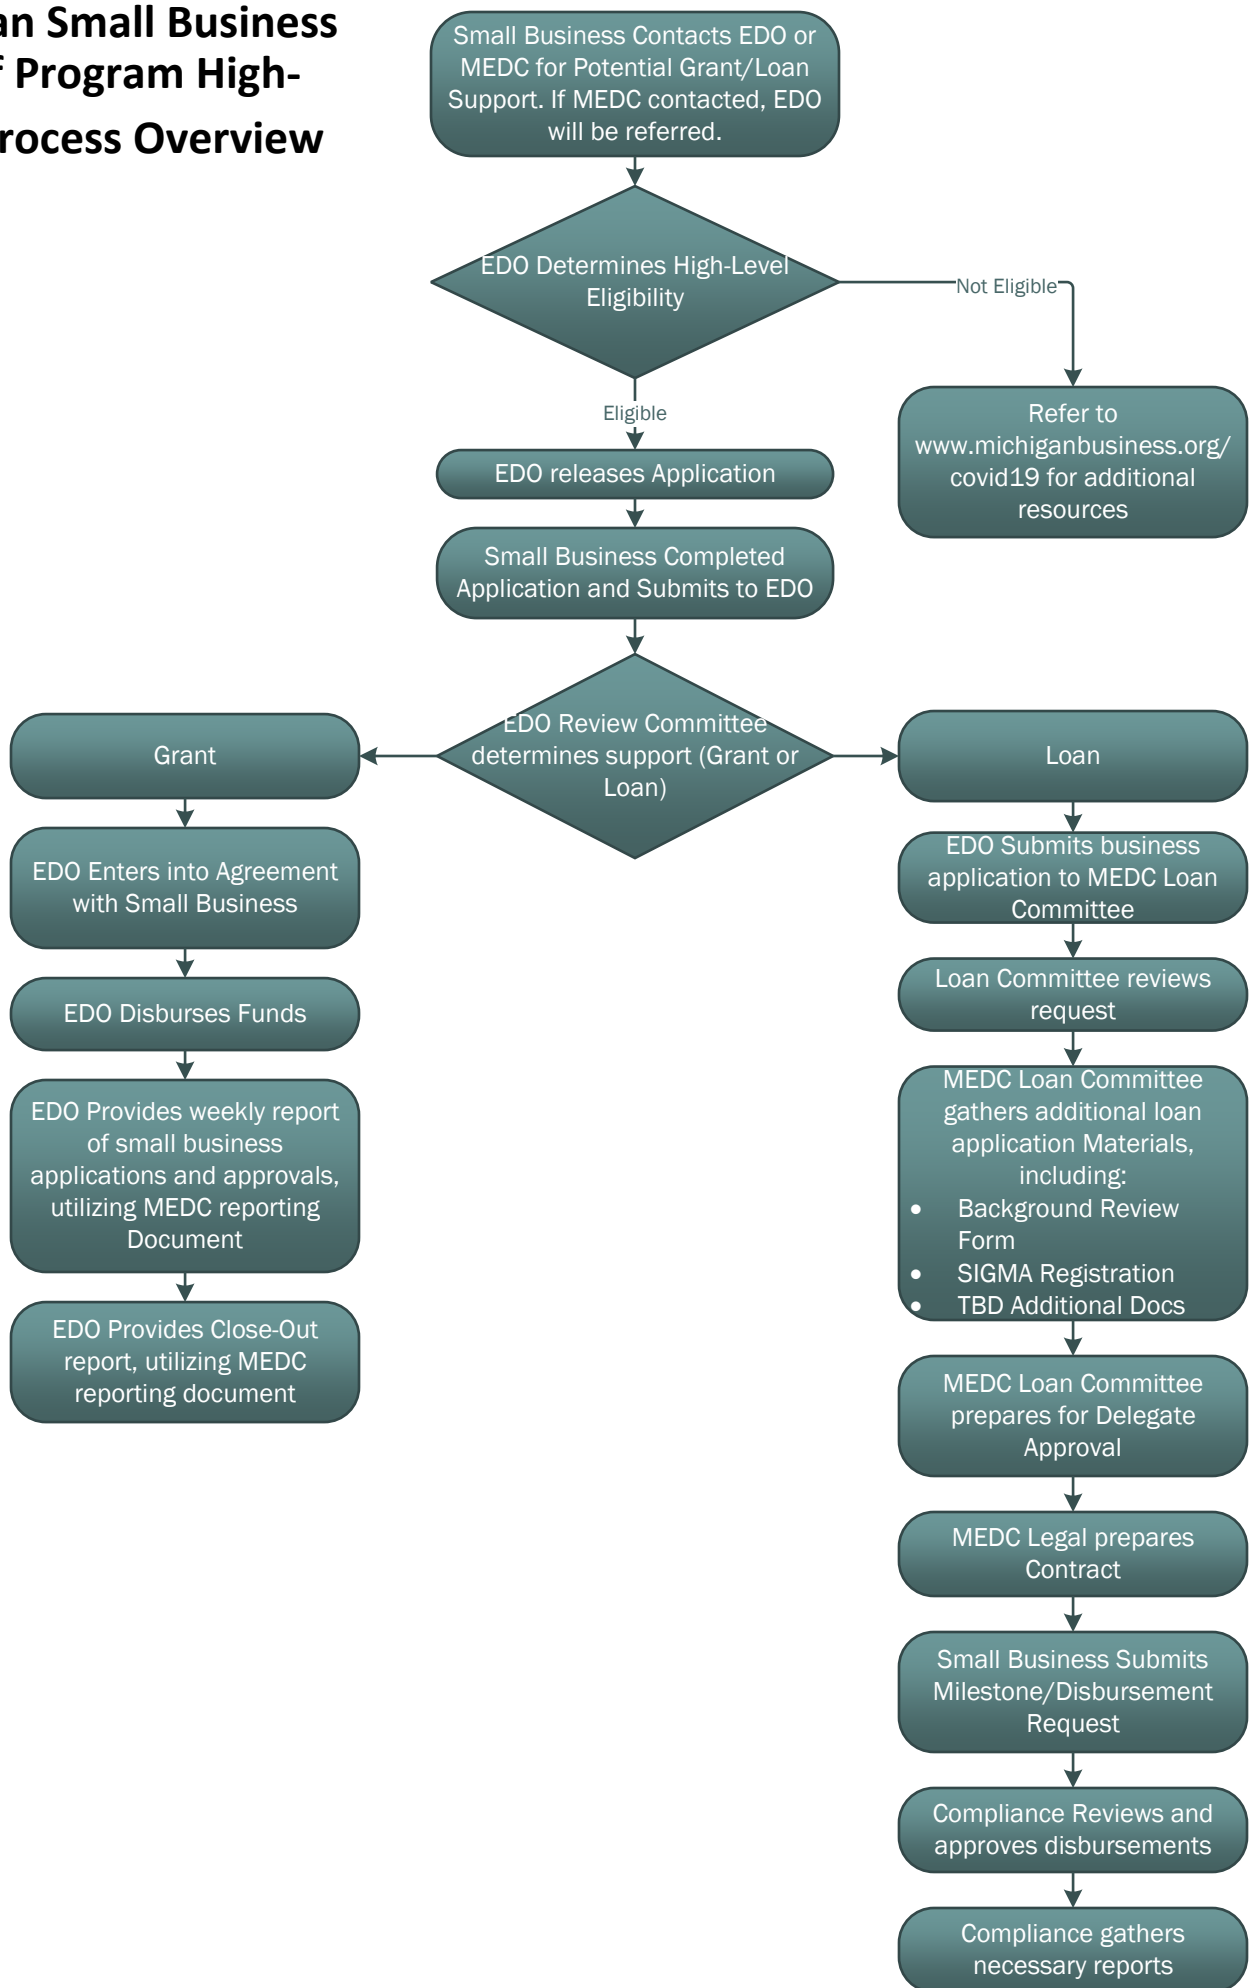 an Small Business
f Program High-
rocess Overview
Small Business Contacts EDO or
MEDC for Potential Grant/Loan
Support. If MEDC contacted, EDO
will be referred.
EDO Determines High-Level
Eligibility
Not Eligible
Eligible
Refer to
www.michiganbusiness.org/
covid19 for additional
resources
EDO releases Application
Small Business Completed
Application and Submits to EDO
EDO Review Committee
determines support (Grant or
Loan)
Grant
EDO Enters into Agreement
with Small Business
EDO Disburses Funds
EDO Provides weekly report
of small business
applications and approvals,
utilizing MEDC reporting
Document
EDO Provides Close-Out
report, utilizing MEDC
reporting document
Loan
EDO Submits business
application to MEDC Loan
Committee
Loan Committee reviews
request
MEDC Loan Committee
gathers additional loan
application Materials,
including:
• Background Review
Form
• SIGMA Registration
• TBD Additional Docs
MEDC Loan Committee
prepares for Delegate
Approval
MEDC Legal prepares
Contract
Small Business Submits
Milestone/Disbursement
Request
Compliance Reviews and
approves disbursements
Compliance gathers
necessary reports